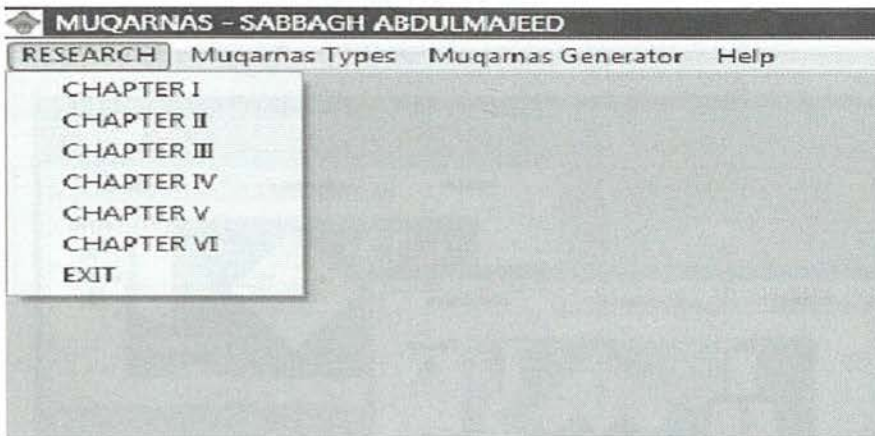 MUQARNAS - SABBAGH ABDULMAJEED
RESEARCH Muqarnas Types Muqarnas Generator Help
CHAPTER I
CHAPTER II
CHAPTER III
CHAPTER IV
CHAPTER V
CHAPTER VI
EXIT